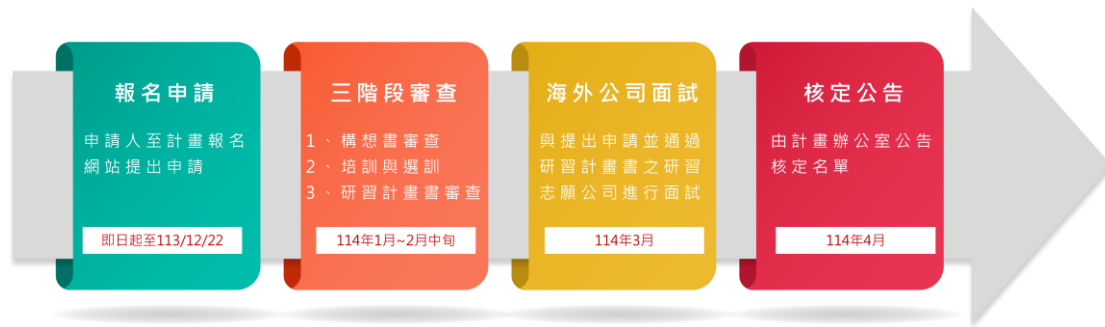 報名申請
申請人至計畫報名
網站提出申請
即日起至113/12/22
三階段審查
1、構想書審查
2、培訓與選訓
3、研習計畫書審查
114年1月~2月中旬
海外公司面試
與提出申請並通過
研習計畫書之研習
志願公司進行面試
114年3月
核定公告
由計畫辦公室公告
核定名單
114年4月